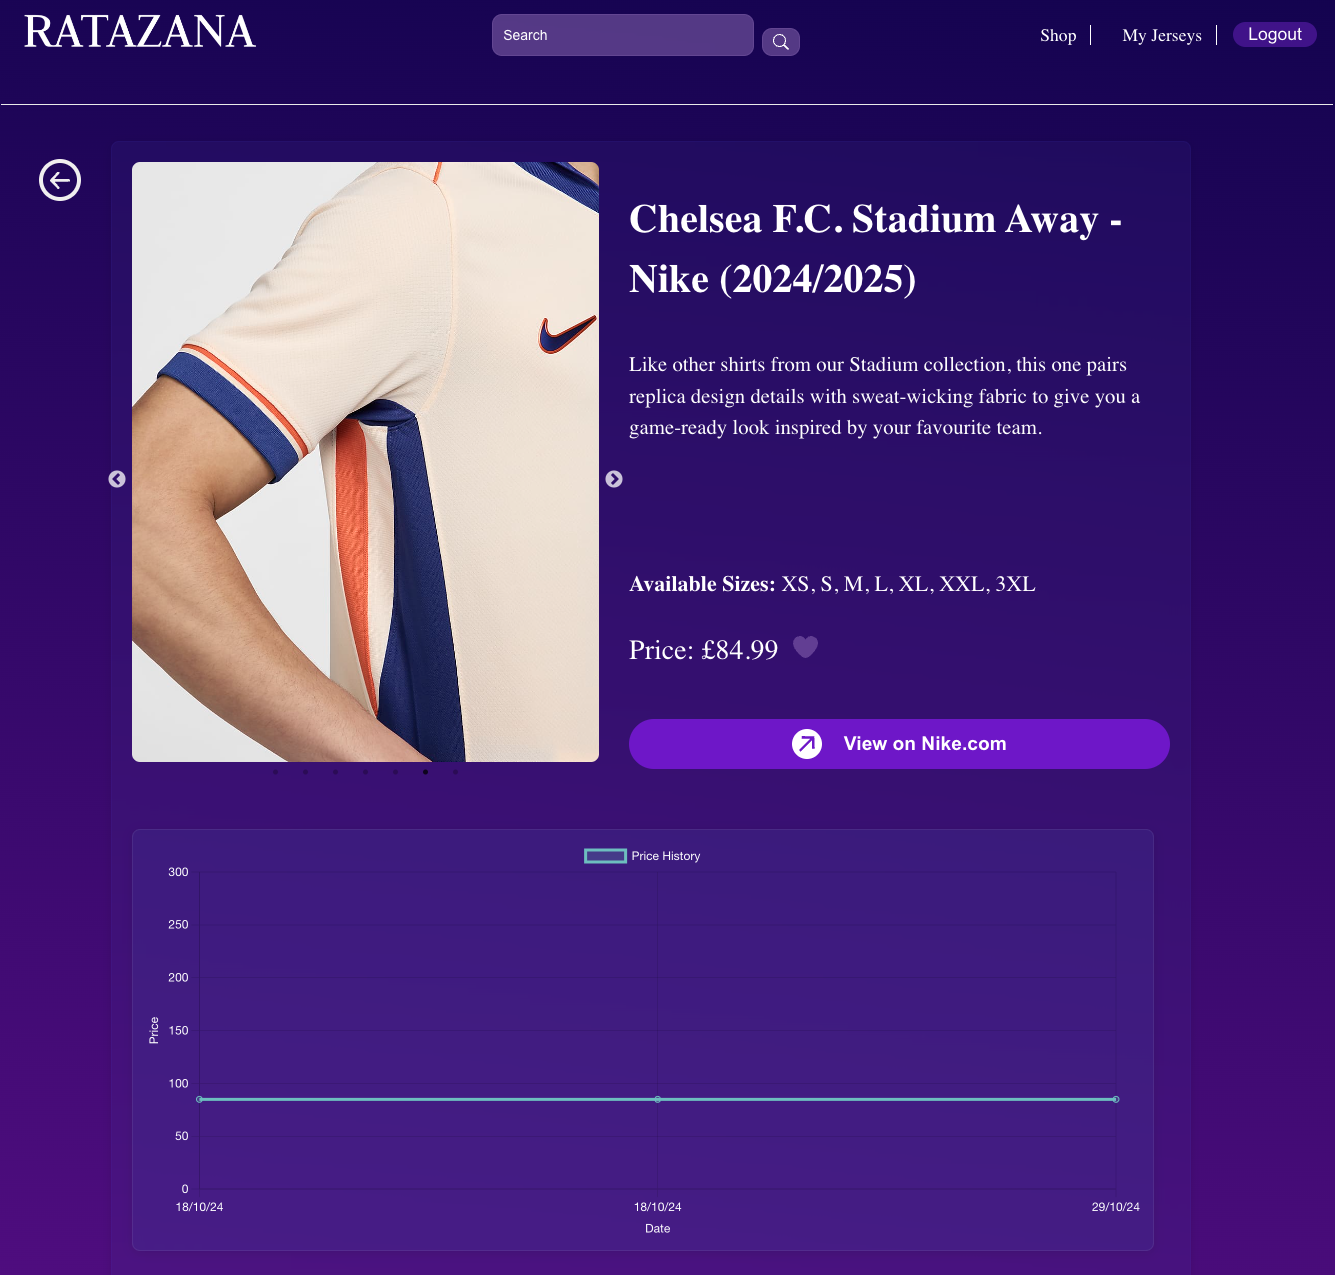 RATAZANA
Search
Shop
My Jerseys
Logout
Chelsea F.C. Stadium Away -
Nike (2024/2025)
Like other shirts from our Stadium collection, this one pairs
replica design details with sweat-wicking fabric to give you a
game-ready look inspired by your favourite team.
Available Sizes: XS, S, M, L, XL, XXL, 3XL
Price: £84.99
View on Nike.com
Price History
300
250
200
150
100
50
0
Price
18/10/24
18/10/24
29/10/24
Date